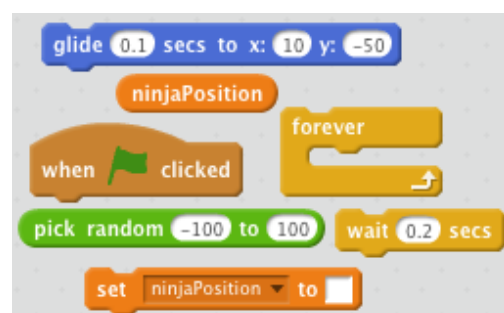 glide 0.1 secs to x: 10 y: -50
ninjaPosition
forever
when clicked
pick random -100 to 100
wait 0.2 secs
set ninjaPosition to